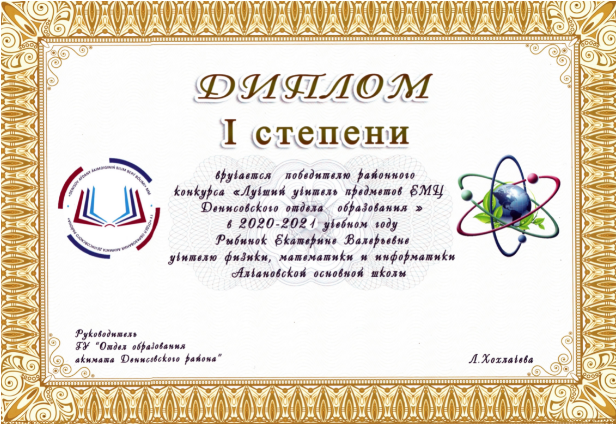 ДИПЛОМ
I степени
вручается победителю районного
конкурса «Лучший учитель предметов ЕМЦ
Денисовского отдела образования »
в 2020-2021 учебном году
Рыбинок Екатерине Валерьевне
учителю физики, математики и информатики
Алчановской основной школы
Руководитель
ГУ "Отдел образования
акимата Денисовского района"
Л.Хохлачева